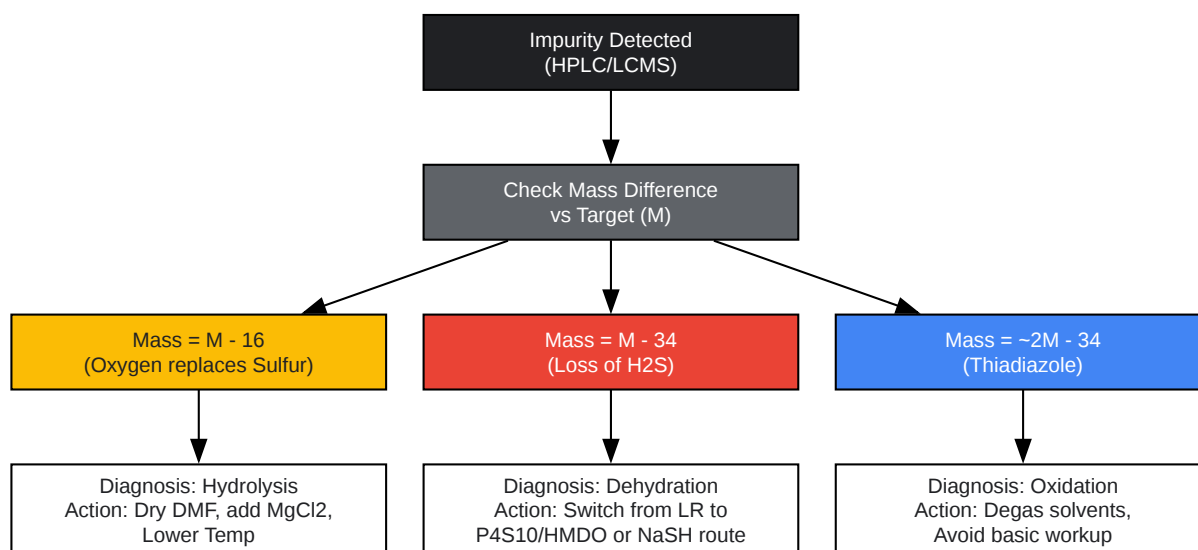 Impurity Detected
(HPLC/LCMS)
Check Mass Difference
vs Target (M)
Mass = M - 16
(Oxygen replaces Sulfur)
Mass = M - 34
(Loss of H2S)
Mass = ~2M - 34
(Thiadiazole)
Diagnosis: Hydrolysis
Action: Dry DMF, add MgCl2,
Lower Temp
Diagnosis: Dehydration
Action: Switch from LR to
P4S10/HMDO or NaSH route
Diagnosis: Oxidation
Action: Degas solvents,
Avoid basic workup